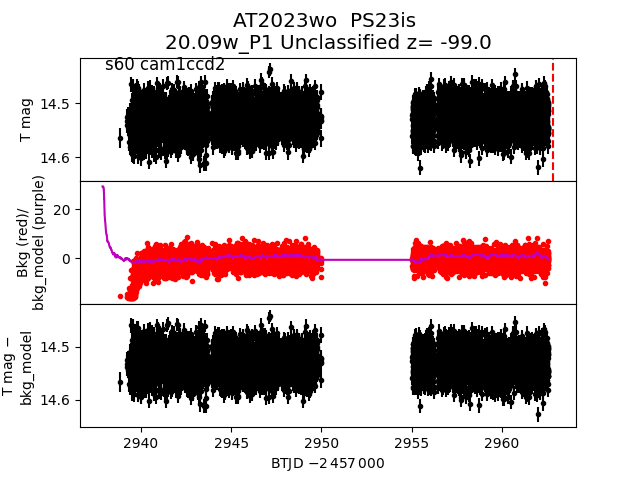 AT2023wo  PS23is
20.09w_P1 Unclassified z= -99.0
s60 cam1ccd2
T mag
14.5
14.6
Bkg (red)/
bkg_model (purple)
20
0
T mag −
bkg_model
14.5
14.6
2940 2945 2950 2955 2960
BTJD −2 457 000